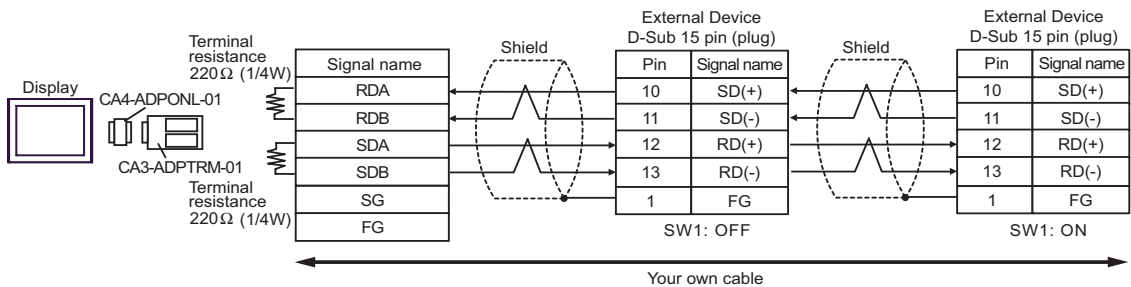 External Device
D-Sub 15 pin (plug)
External Device
D-Sub 15 pin (plug)
Terminal
resistance
220Ω (1/4W)
Shield
Shield
Display
CA4-ADPONL-01
CA3-ADPTRM-01
Terminal
resistance
220Ω (1/4W)
Signal name
RDA
RDB
SDA
SDB
SG
FG
Pin Signal name
10 SD(+)
11 SD(-)
12 RD(+)
13 RD(-)
1 FG
SW1: OFF
Pin Signal name
10 SD(+)
11 SD(-)
12 RD(+)
13 RD(-)
1 FG
SW1: ON
Your own cable